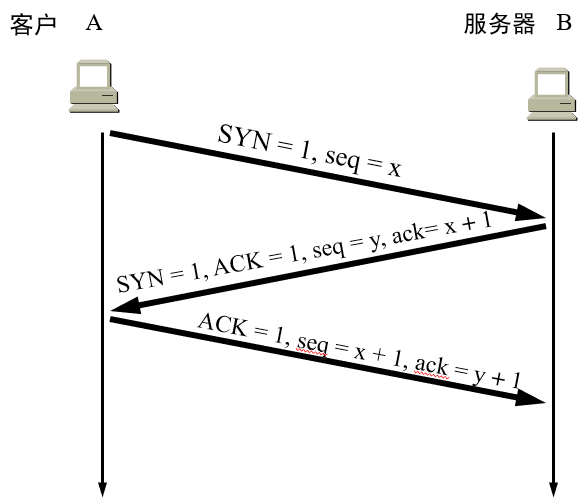 客户 A
服务器 B
SYN = 1, seq = x
SYN = 1, ACK = 1, seq = y, ack= x + 1
ACK = 1, seq = x + 1, ack = y + 1